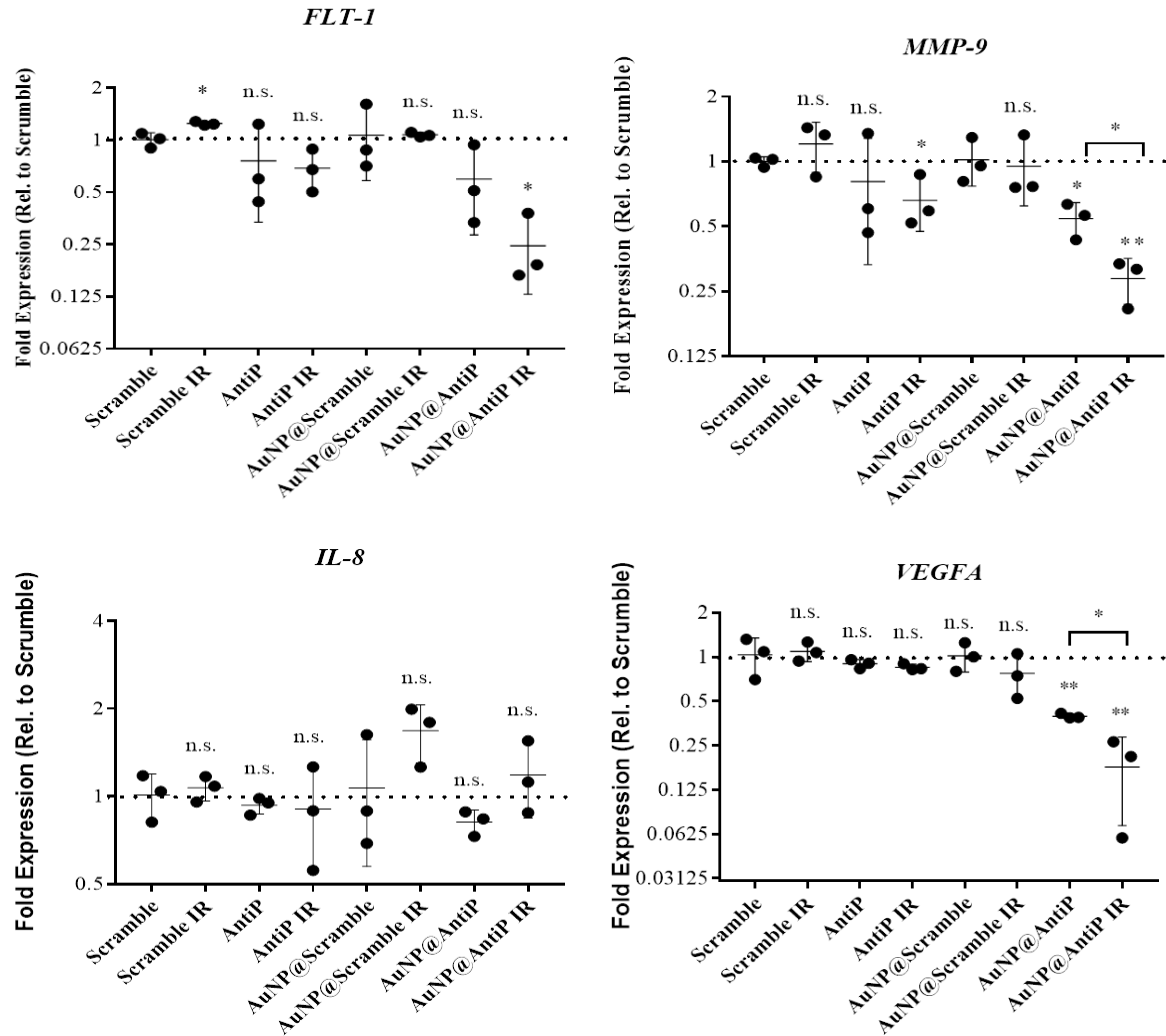 FLT-1
Fold Expression (Rel. to Scrumble)
2
1
0.5
0.25
0.125
0.0625
*
n.s.
n.s.
n.s.
n.s.
n.s.
*
Scramble
Scramble IR
AntiP
AntiP IR
AuNP@Scramble
AuNP@Scramble IR
AuNP@AntiP
AuNP@AntiP IR
MMP-9
Fold Expression (Rel. to Scrumble)
2
1
0.5
0.25
0.125
n.s.
n.s.
*
n.s.
n.s.
*
*
**
Scramble
Scramble IR
AntiP
AntiP IR
AuNP@Scramble
AuNP@Scramble IR
AuNP@AntiP
AuNP@AntiP IR
IL-8
Fold Expression (Rel. to Scrumble)
4
2
1
0.5
n.s.
n.s.
n.s.
n.s.
n.s.
n.s.
n.s.
Scramble
Scramble IR
AntiP
AntiP IR
AuNP@Scramble
AuNP@Scramble IR
AuNP@AntiP
AuNP@AntiP IR
VEGFA
Fold Expression (Rel. to Scrumble)
2
1
0.5
0.25
0.125
0.0625
0.03125
n.s.
n.s.
n.s.
n.s.
n.s.
*
**
**
Scramble
Scramble IR
AntiP
AntiP IR
AuNP@Scramble
AuNP@Scramble IR
AuNP@AntiP
AuNP@AntiP IR